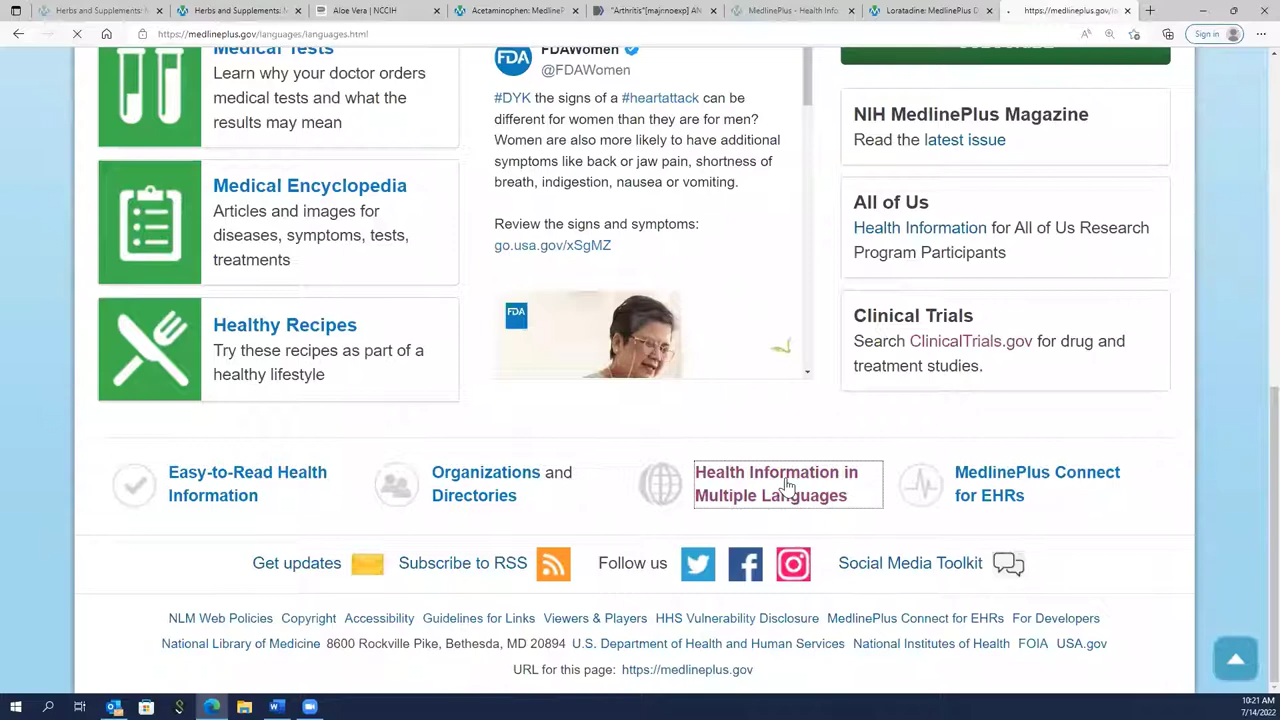 Herbs and Supplements: M
Herbs and Supplements: M
Aloe Vera | NCCIH
Acetaminophen: MedlineP
"Arthritis"[majr:noexp] AN
MedlinePlus - Health Info
Loratadine: MedlinePlus D
https://medlineplus.gov/la
https://medlineplus.gov/languages/languages.html
Sign in
Medical Tests
Learn why your doctor orders
medical tests and what the
results may mean
Medical Encyclopedia
Articles and images for
diseases, symptoms, tests,
treatments
Healthy Recipes
Try these recipes as part of a
healthy lifestyle
FDA
FDAWomen
@FDAWomen
#DYK the signs of a #heartattack can be
different for women than they are for men?
Women are also more likely to have additional
symptoms like back or jaw pain, shortness of
breath, indigestion, nausea or vomiting.
Review the signs and symptoms:
go.usa.gov/xSgMZ
FDA
NIH MedlinePlus Magazine
Read the latest issue
All of Us
Health Information for All of Us Research
Program Participants
Clinical Trials
Search ClinicalTrials.gov for drug and
treatment studies.
Easy-to-Read Health
Information
Organizations and
Directories
Health Information in
Multiple Languages
MedlinePlus Connect
for EHRs
Get updates
Subscribe to RSS
Follow us
Social Media Toolkit
NLM Web Policies Copyright Accessibility Guidelines for Links Viewers & Players HHS Vulnerability Disclosure MedlinePlus Connect for EHRs For Developers
National Library of Medicine 8600 Rockville Pike, Bethesda, MD 20894 U.S. Department of Health and Human Services National Institutes of Health FOIA USA.gov
URL for this page: https://medlineplus.gov
10:21 AM
7/14/2022